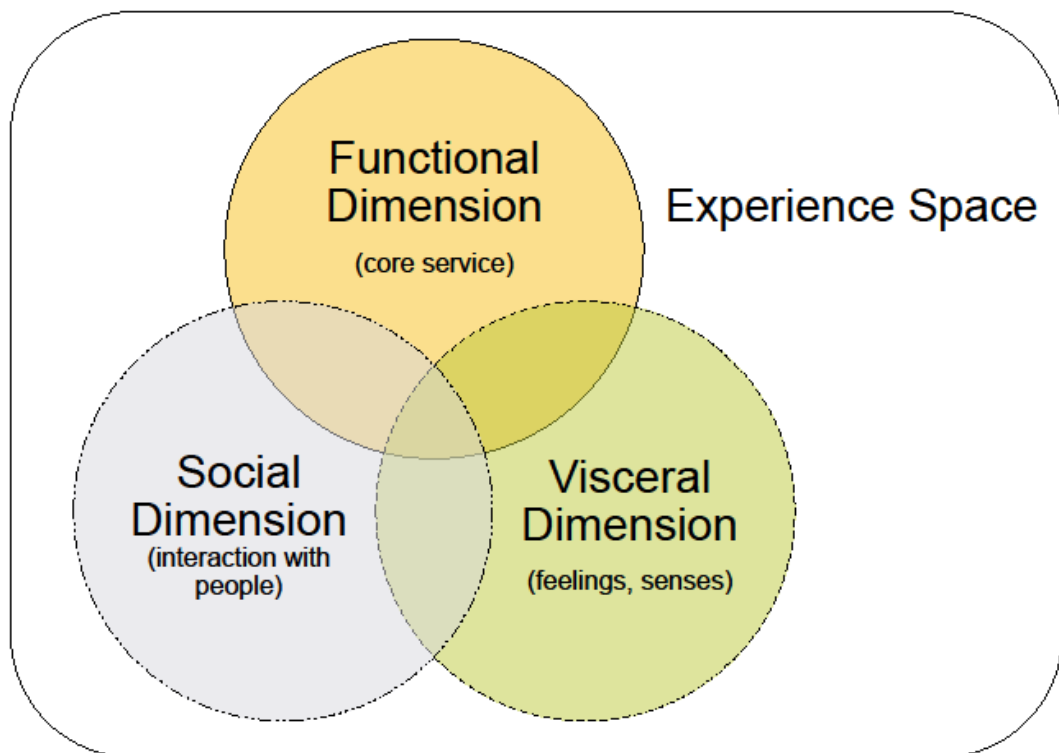 Functional
Dimension
(core service)
Experience Space
Social
Dimension
(interaction with
people)
Visceral
Dimension
(feelings, senses)